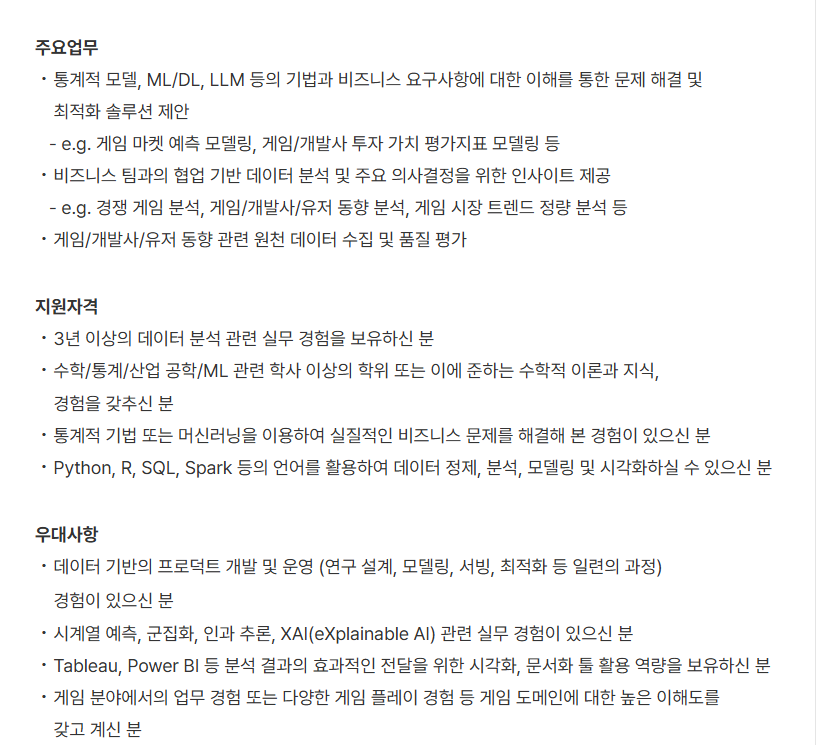 주요업무
・통계적 모델, ML/DL, LLM 등의 기법과 비즈니스 요구사항에 대한 이해를 통한 문제 해결 및
최적화 솔루션 제안
- e.g. 게임 마켓 예측 모델링, 게임/개발사 투자 가치 평가지표 모델링 등
・비즈니스 팀과의 협업 기반 데이터 분석 및 주요 의사결정을 위한 인사이트 제공
- e.g. 경쟁 게임 분석, 게임/개발사/유저 동향 분석, 게임 시장 트렌드 정량 분석 등
・게임/개발사/유저 동향 관련 원천 데이터 수집 및 품질 평가
지원자격
・3년 이상의 데이터 분석 관련 실무 경험을 보유하신 분
・수학/통계/산업 공학/ML 관련 학사 이상의 학위 또는 이에 준하는 수학적 이론과 지식,
경험을 갖추신 분
・통계적 기법 또는 머신러닝을 이용하여 실질적인 비즈니스 문제를 해결해 본 경험이 있으신 분
・Python, R, SQL, Spark 등의 언어를 활용하여 데이터 정제, 분석, 모델링 및 시각화하실 수 있으신 분
우대사항
・데이터 기반의 프로덕트 개발 및 운영 (연구 설계, 모델링, 서빙, 최적화 등 일련의 과정)
경험이 있으신 분
・시계열 예측, 군집화, 인과 추론, XAI(eXplainable AI) 관련 실무 경험이 있으신 분
・Tableau, Power BI 등 분석 결과의 효과적인 전달을 위한 시각화, 문서화 툴 활용 역량을 보유하신 분
・게임 분야에서의 업무 경험 또는 다양한 게임 플레이 경험 등 게임 도메인에 대한 높은 이해도를
갖고 계신 분